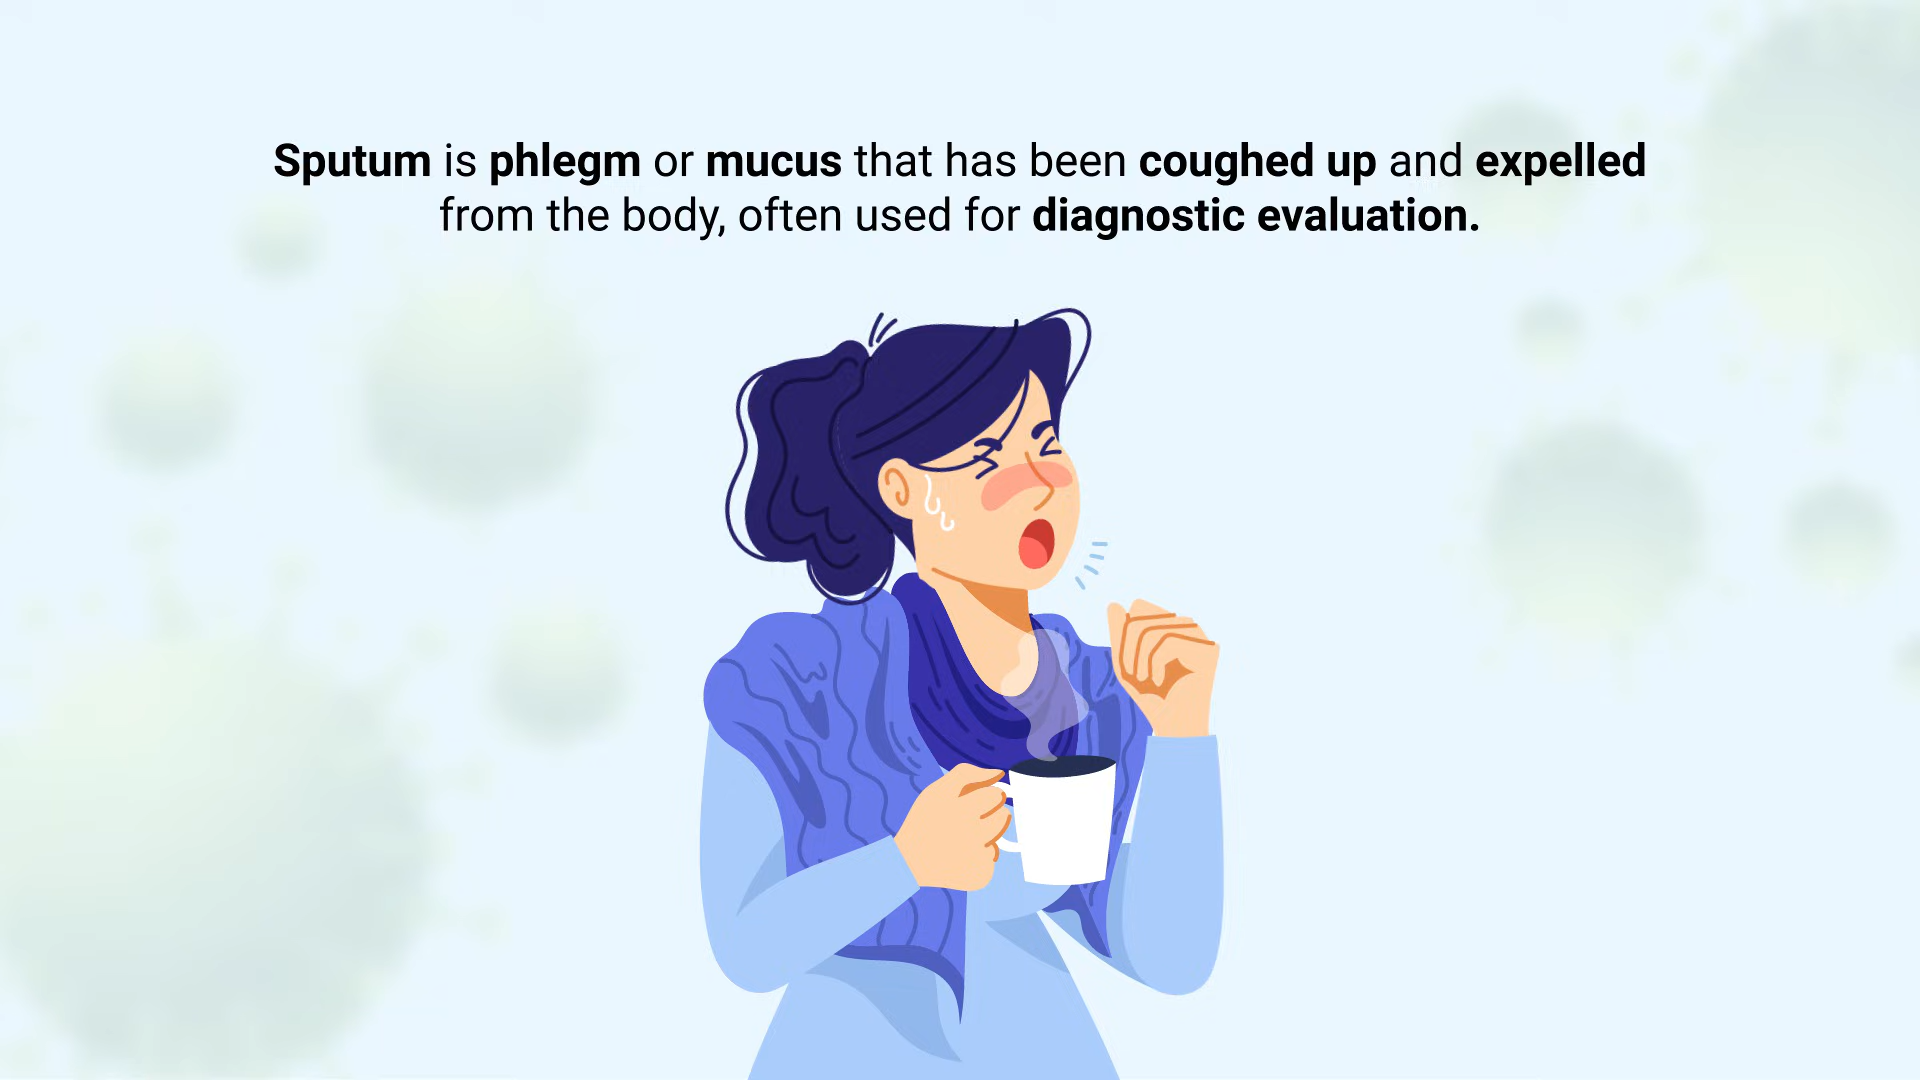 Sputum is phlegm or mucus that has been coughed up and expelled
from the body, often used for diagnostic evaluation.